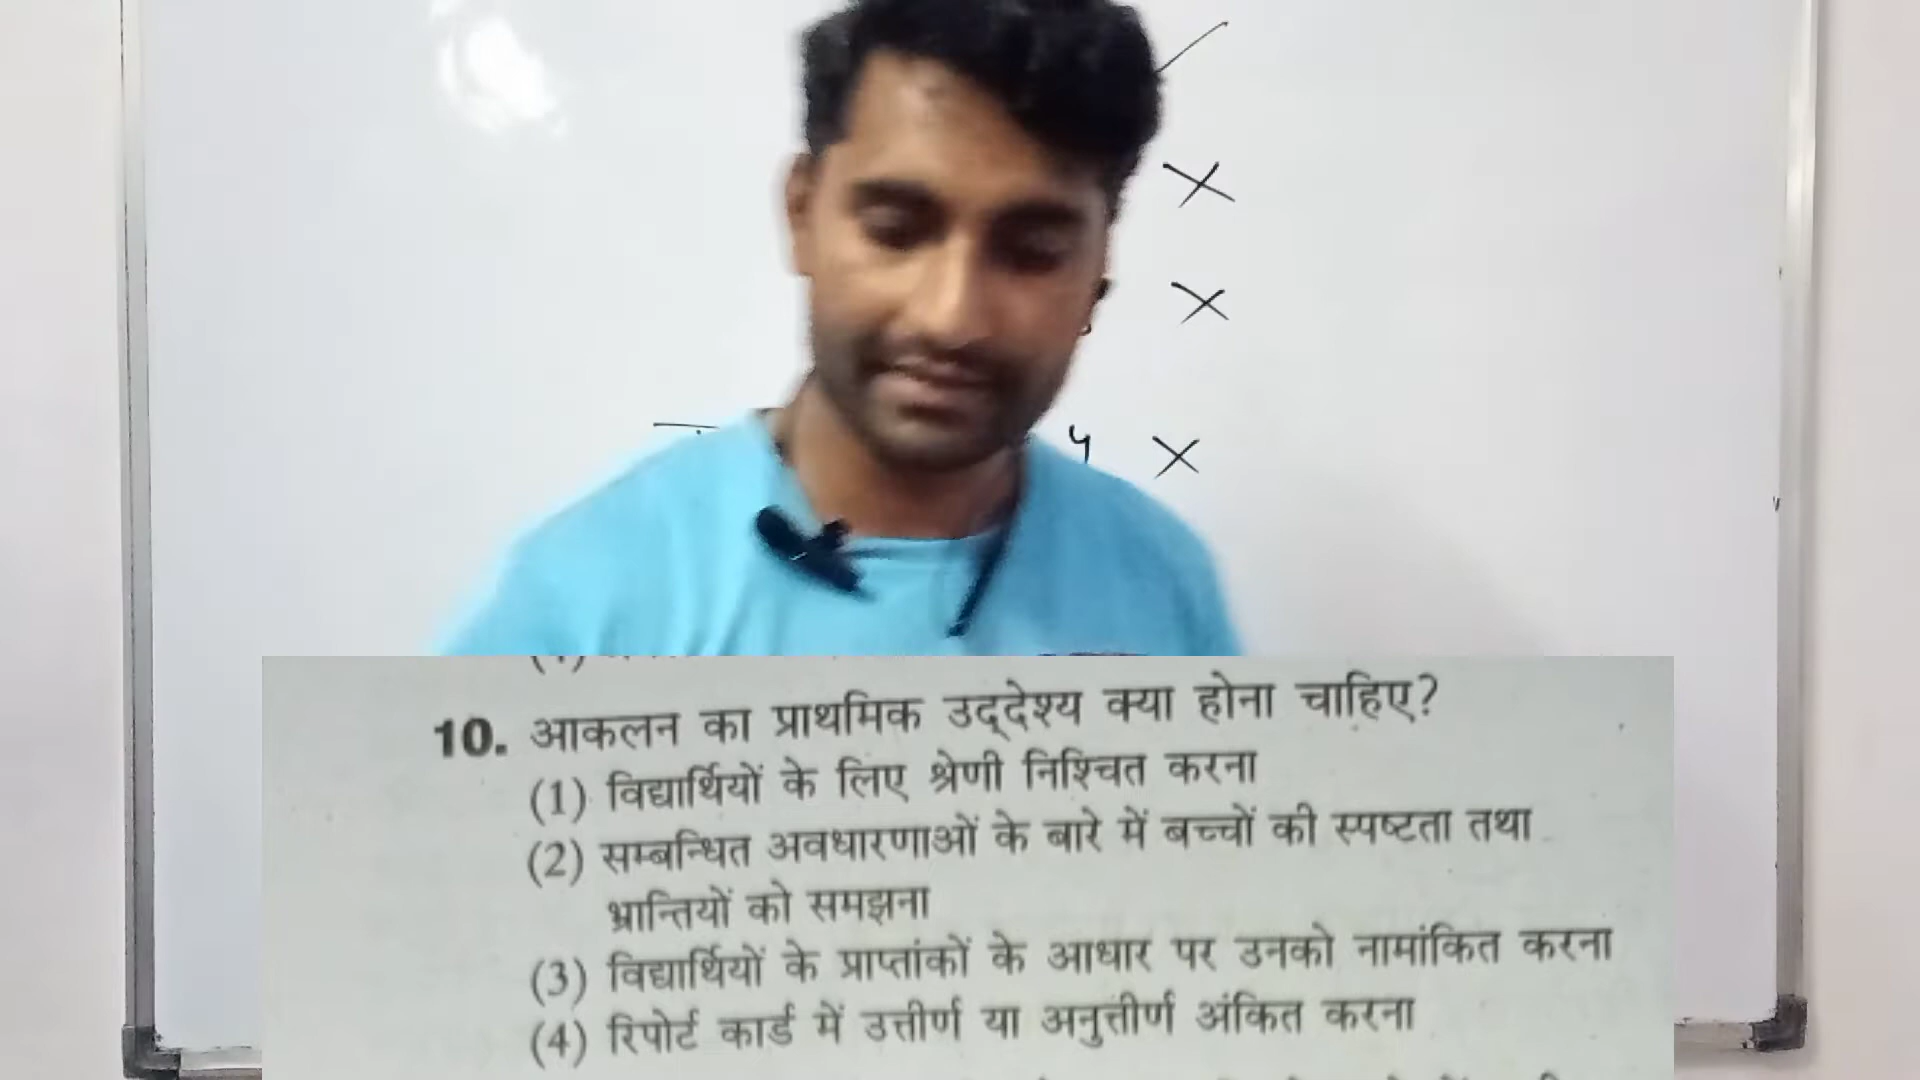 10. आकलन का प्राथमिक उद्देश्य क्या होना चाहिए?
(1) विद्यार्थियों के लिए श्रेणी निश्चित करना
(2) सम्बन्धित अवधारणाओं के बारे में बच्चों की स्पष्टता तथा
भ्रान्तियों को समझना
(3) विद्यार्थियों के प्राप्तांकों के आधार पर उनको नामांकित करना
(4) रिपोर्ट कार्ड में उत्तीर्ण या अनुत्तीर्ण अंकित करना